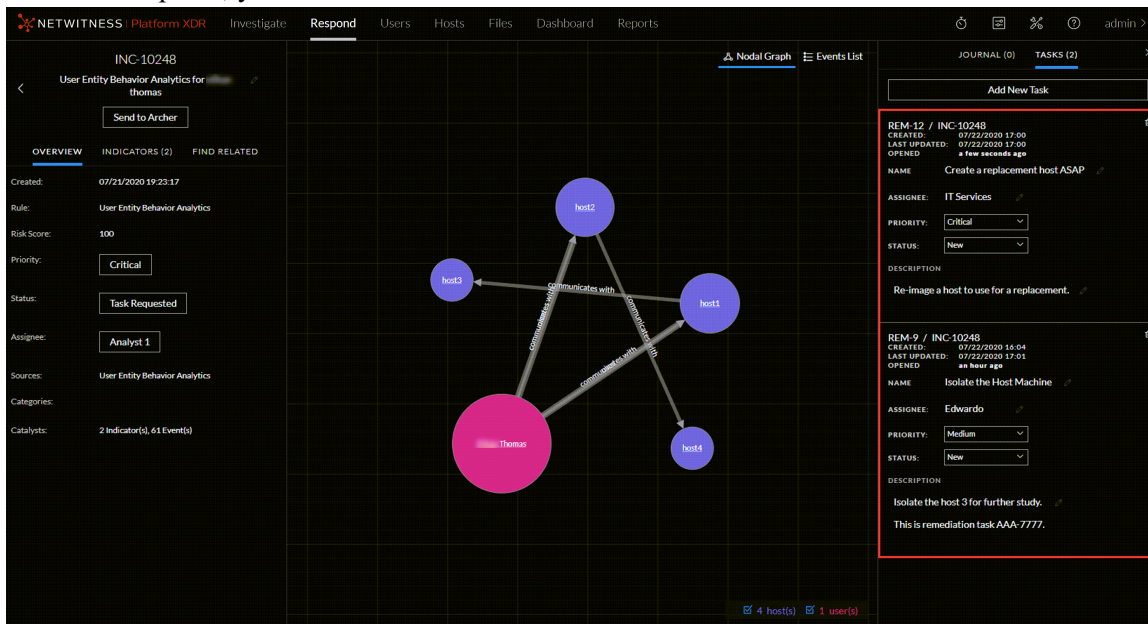 NETWITNESS | Platform XDR Investigate Respond Users Hosts Files Dashboard Reports admin >
INC-10248
User Entity Behavior Analytics for
thomas
Send to Archer
OVERVIEW INDICATORS (2) FIND RELATED
Created: 07/21/2020 19:23:17
Rule: User Entity Behavior Analytics
Risk Score: 100
Priority: Critical
Status: Task Requested
Assignee: Analyst 1
Sources: User Entity Behavior Analytics
Categories:
Catalysts: 2 Indicator(s), 61 Event(s)
Nodal Graph Events List
host2
host3
communicates with
host1
communicates with
communicates with
communicates with
Thomas
host4
4 host(s) 1 user(s)
JOURNAL (0) TASKS (2)
Add New Task
REM-12 / INC-10248
CREATED: 07/22/2020 17:00
LAST UPDATED: 07/22/2020 17:00
OPENED a few seconds ago
NAME Create a replacement host ASAP
ASSIGNEE: IT Services
PRIORITY: Critical
STATUS: New
DESCRIPTION
Re-image a host to use for a replacement.
REM-9 / INC-10248
CREATED: 07/22/2020 16:04
LAST UPDATED: 07/22/2020 17:01
OPENED an hour ago
NAME Isolate the Host Machine
ASSIGNEE: Edwardo
PRIORITY: Medium
STATUS: New
DESCRIPTION
Isolate the host 3 for further study.
This is remediation task AAA-7777.